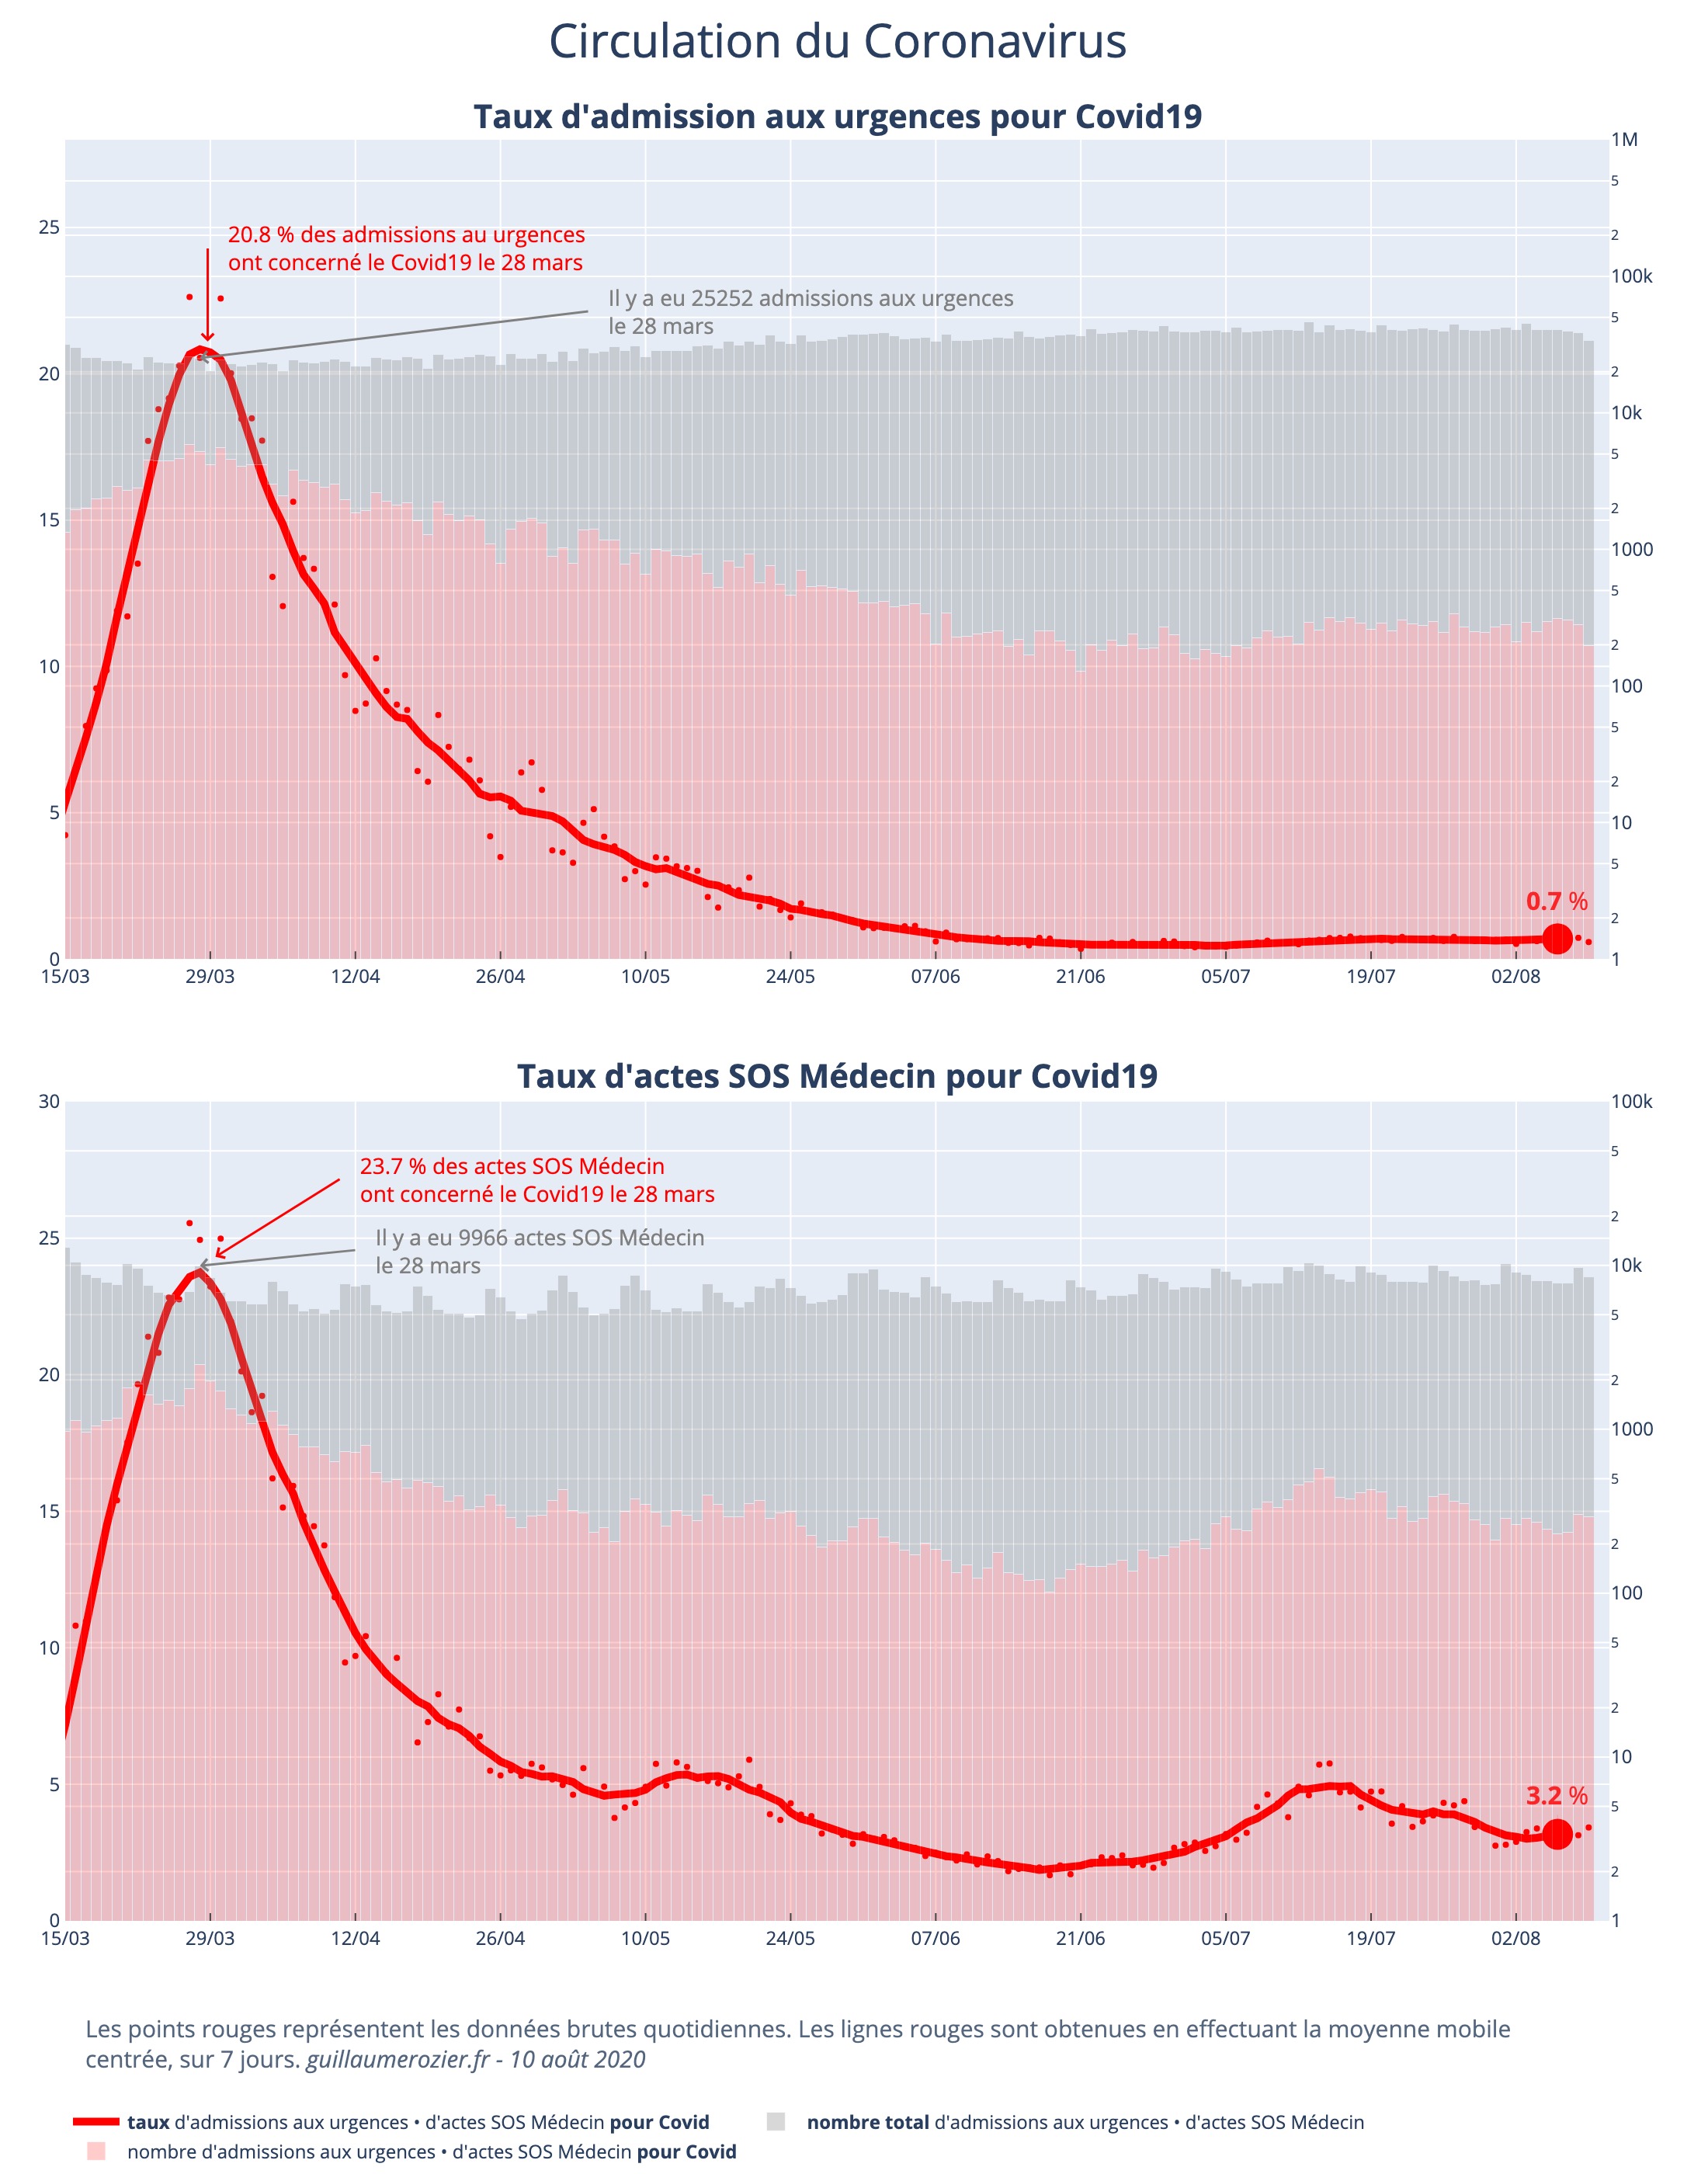 Circulation du Coronavirus
Taux d'admission aux urgences pour Covid19
20.8 % des admissions au urgences
ont concerné le Covid19 le 28 mars
Il y a eu 25252 admissions aux urgences
le 28 mars
0.7 %
25
20
15
10
5
0
1M
5
2
100k
5
2
10k
5
2
1000
5
2
100
5
2
10
5
2
1
15/03 29/03 12/04 26/04 10/05 24/05 07/06 21/06 05/07 19/07 02/08
Taux d'actes SOS Médecin pour Covid19
23.7 % des actes SOS Médecin
ont concerné le Covid19 le 28 mars
Il y a eu 9966 actes SOS Médecin
le 28 mars
3.2 %
30
25
20
15
10
5
0
100k
5
2
10k
5
2
1000
5
2
100
5
2
10
5
2
1
15/03 29/03 12/04 26/04 10/05 24/05 07/06 21/06 05/07 19/07 02/08
Les points rouges représentent les données brutes quotidiennes. Les lignes rouges sont obtenues en effectuant la moyenne mobile
centrée, sur 7 jours. guillaumerozier.fr - 10 août 2020
taux d'admissions aux urgences • d'actes SOS Médecin pour Covid
nombre total d'admissions aux urgences • d'actes SOS Médecin
nombre d'admissions aux urgences • d'actes SOS Médecin pour Covid